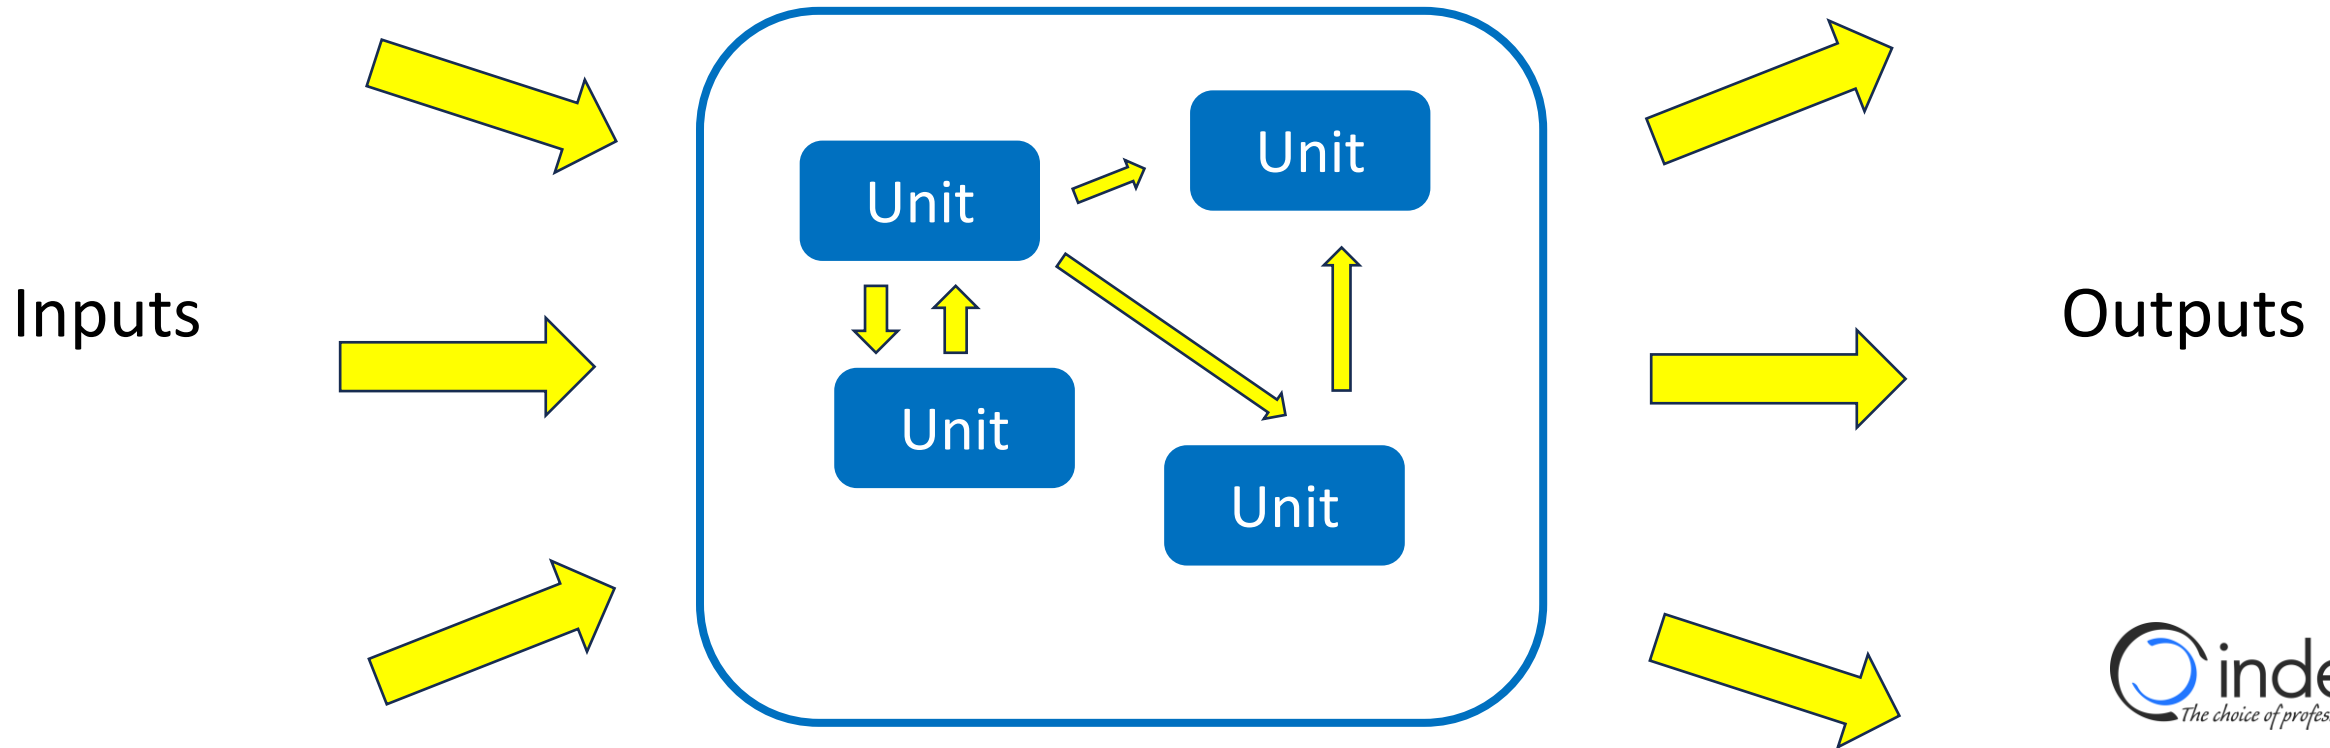 Unit
Unit
Inputs
Outputs
Unit
Unit
The choice of